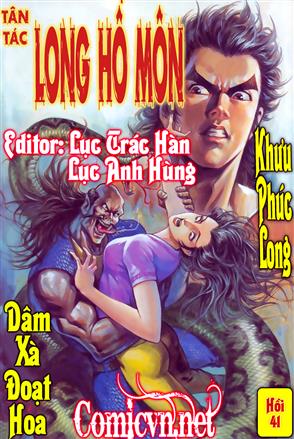 TÂN
TÁC
LONG HỔ MÔN
Editor: Lục Trác Hàn
Lục Anh Hùng
Khưu
Phúc
Long
Dâm
Xà
Đoạt
Hoa
Hồi
41
Comicvn.net